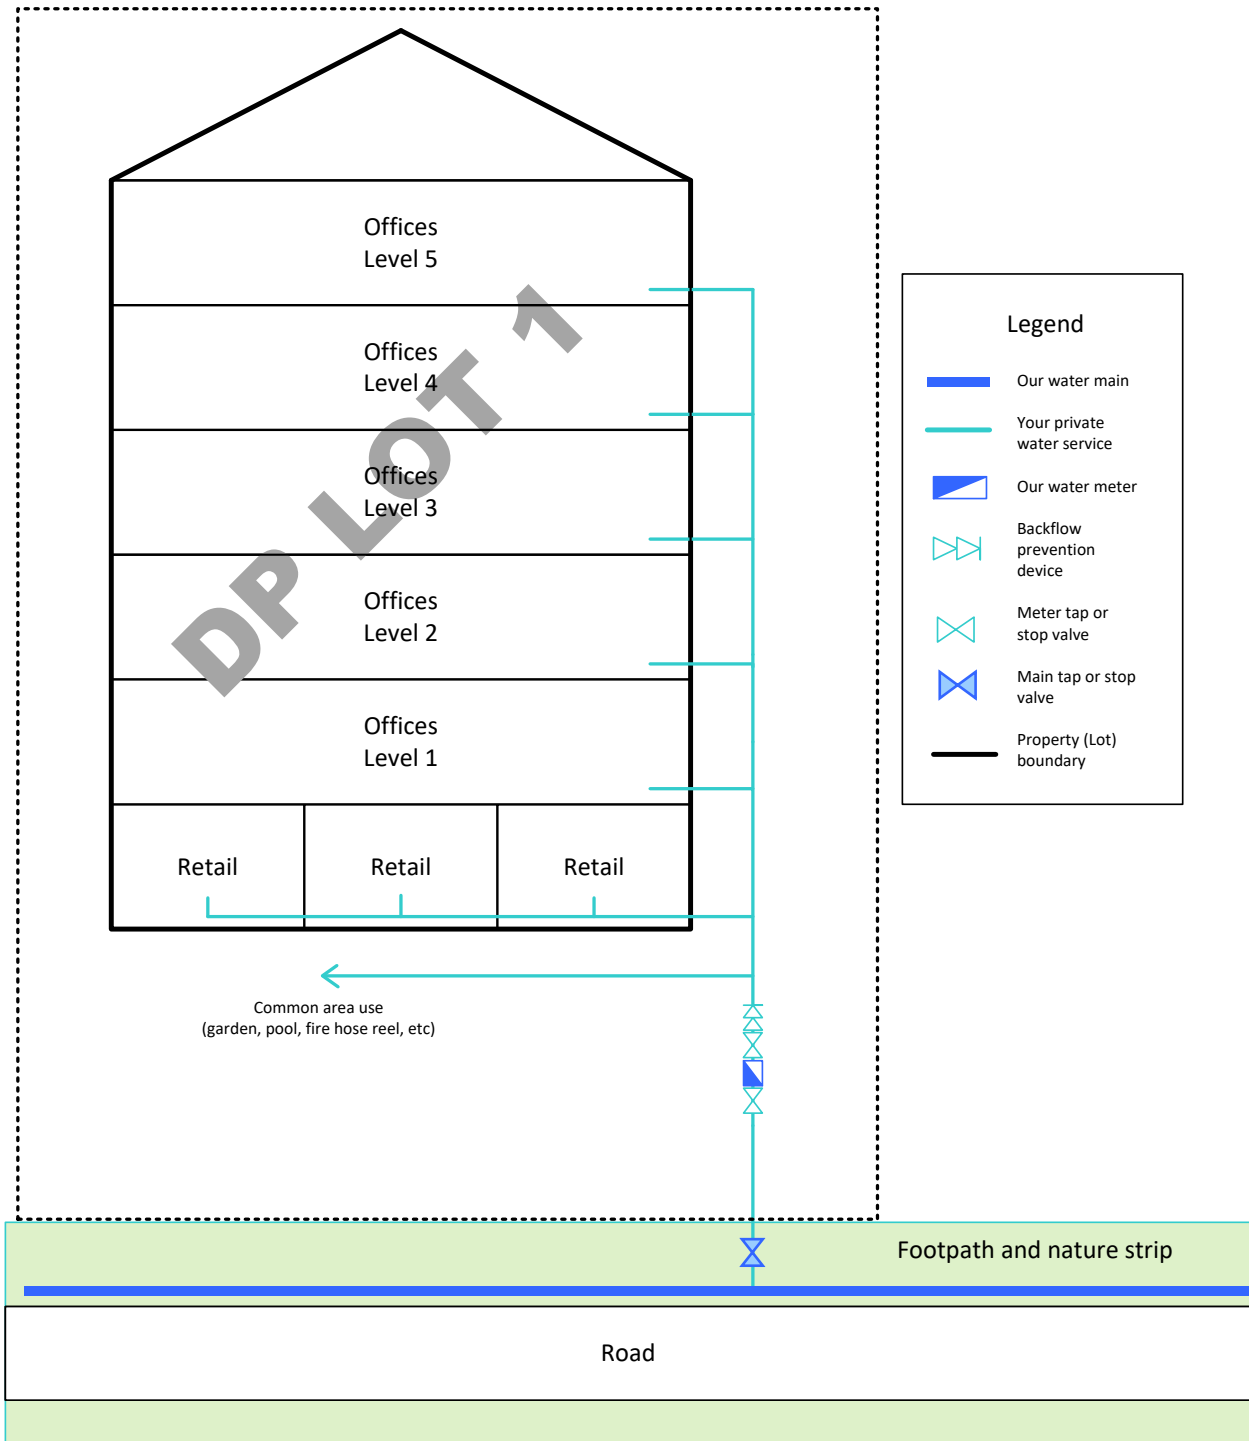 Offices
Level 5
Offices
Level 4
Offices
Level 3
Offices
Level 2
Offices
Level 1
DP LOT 1
Retail
Retail
Retail
Common area use
(garden, pool, fire hose reel, etc)
Legend
Our water main
Your private
water service
Our water meter
Backflow
prevention
device
Meter tap or
stop valve
Main tap or stop
valve
Property (Lot)
boundary
Footpath and nature strip
Road